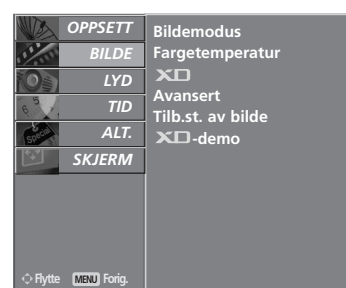 OPPSETT
BILDE
LYD
TID
ALT.
SKJERM
Bildemodus
Fargetemperatur
XD
Avansert
Tilb.st. av bilde
XD-demo
Flytte MENU Forig.